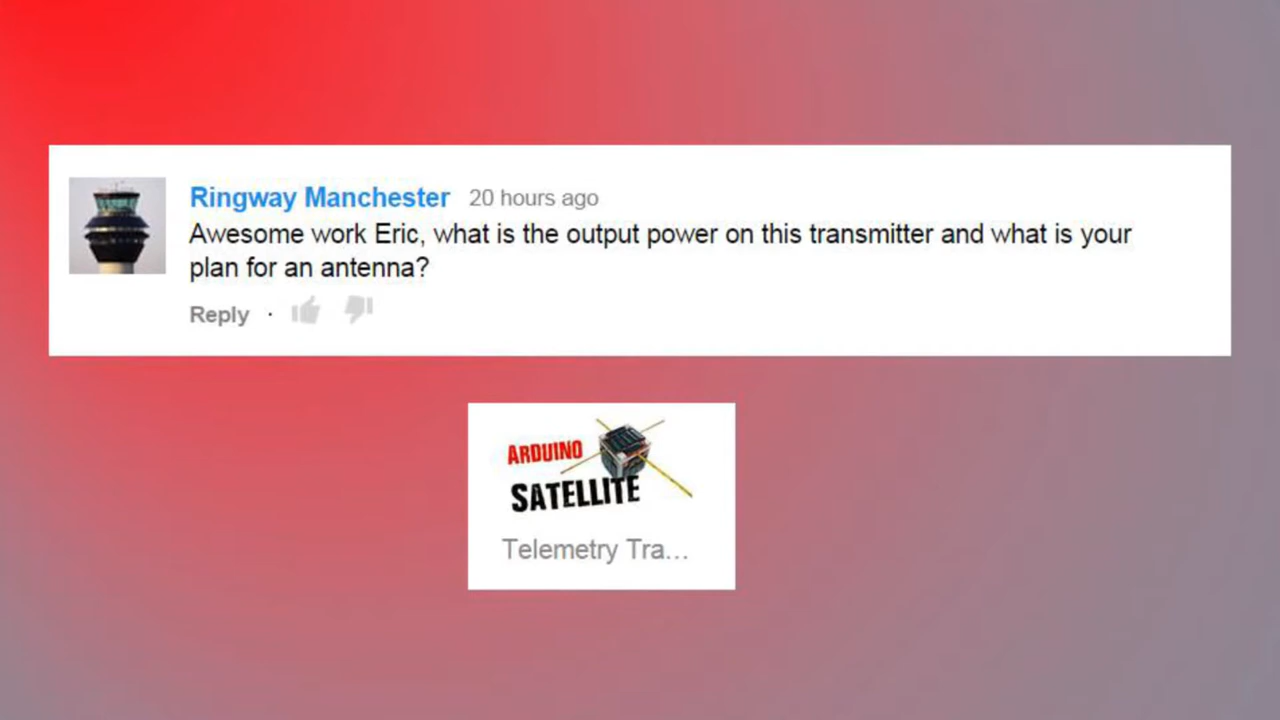 Ringway Manchester 20 hours ago
Awesome work Eric, what is the output power on this transmitter and what is your
plan for an antenna?
Reply ·
ARDUINO
SATELLITE
Telemetry Tra...